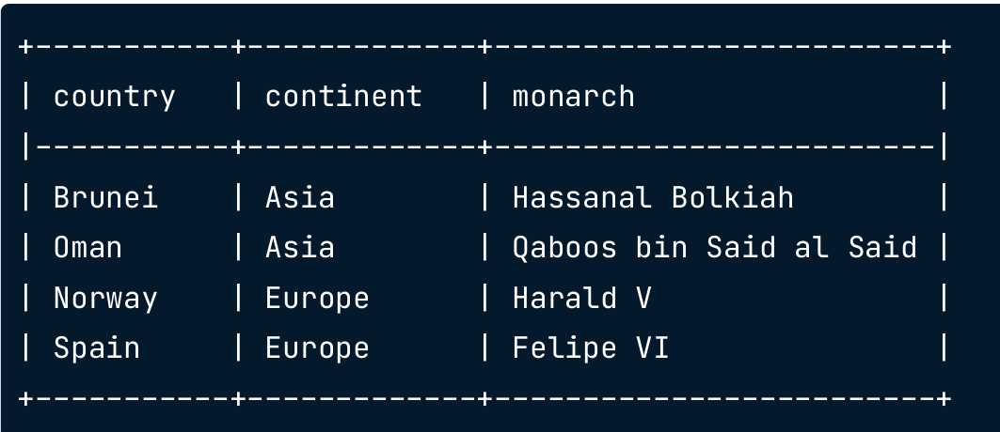 +-----------+-------------+-------------------------+
| country   | continent   | monarch                 |
|-----------+-------------+-------------------------|
| Brunei    | Asia        | Hassanal Bolkiah        |
| Oman      | Asia        | Qaboos bin Said al Said |
| Norway    | Europe      | Harald V                |
| Spain     | Europe      | Felipe VI               |
+-----------+-------------+-------------------------+